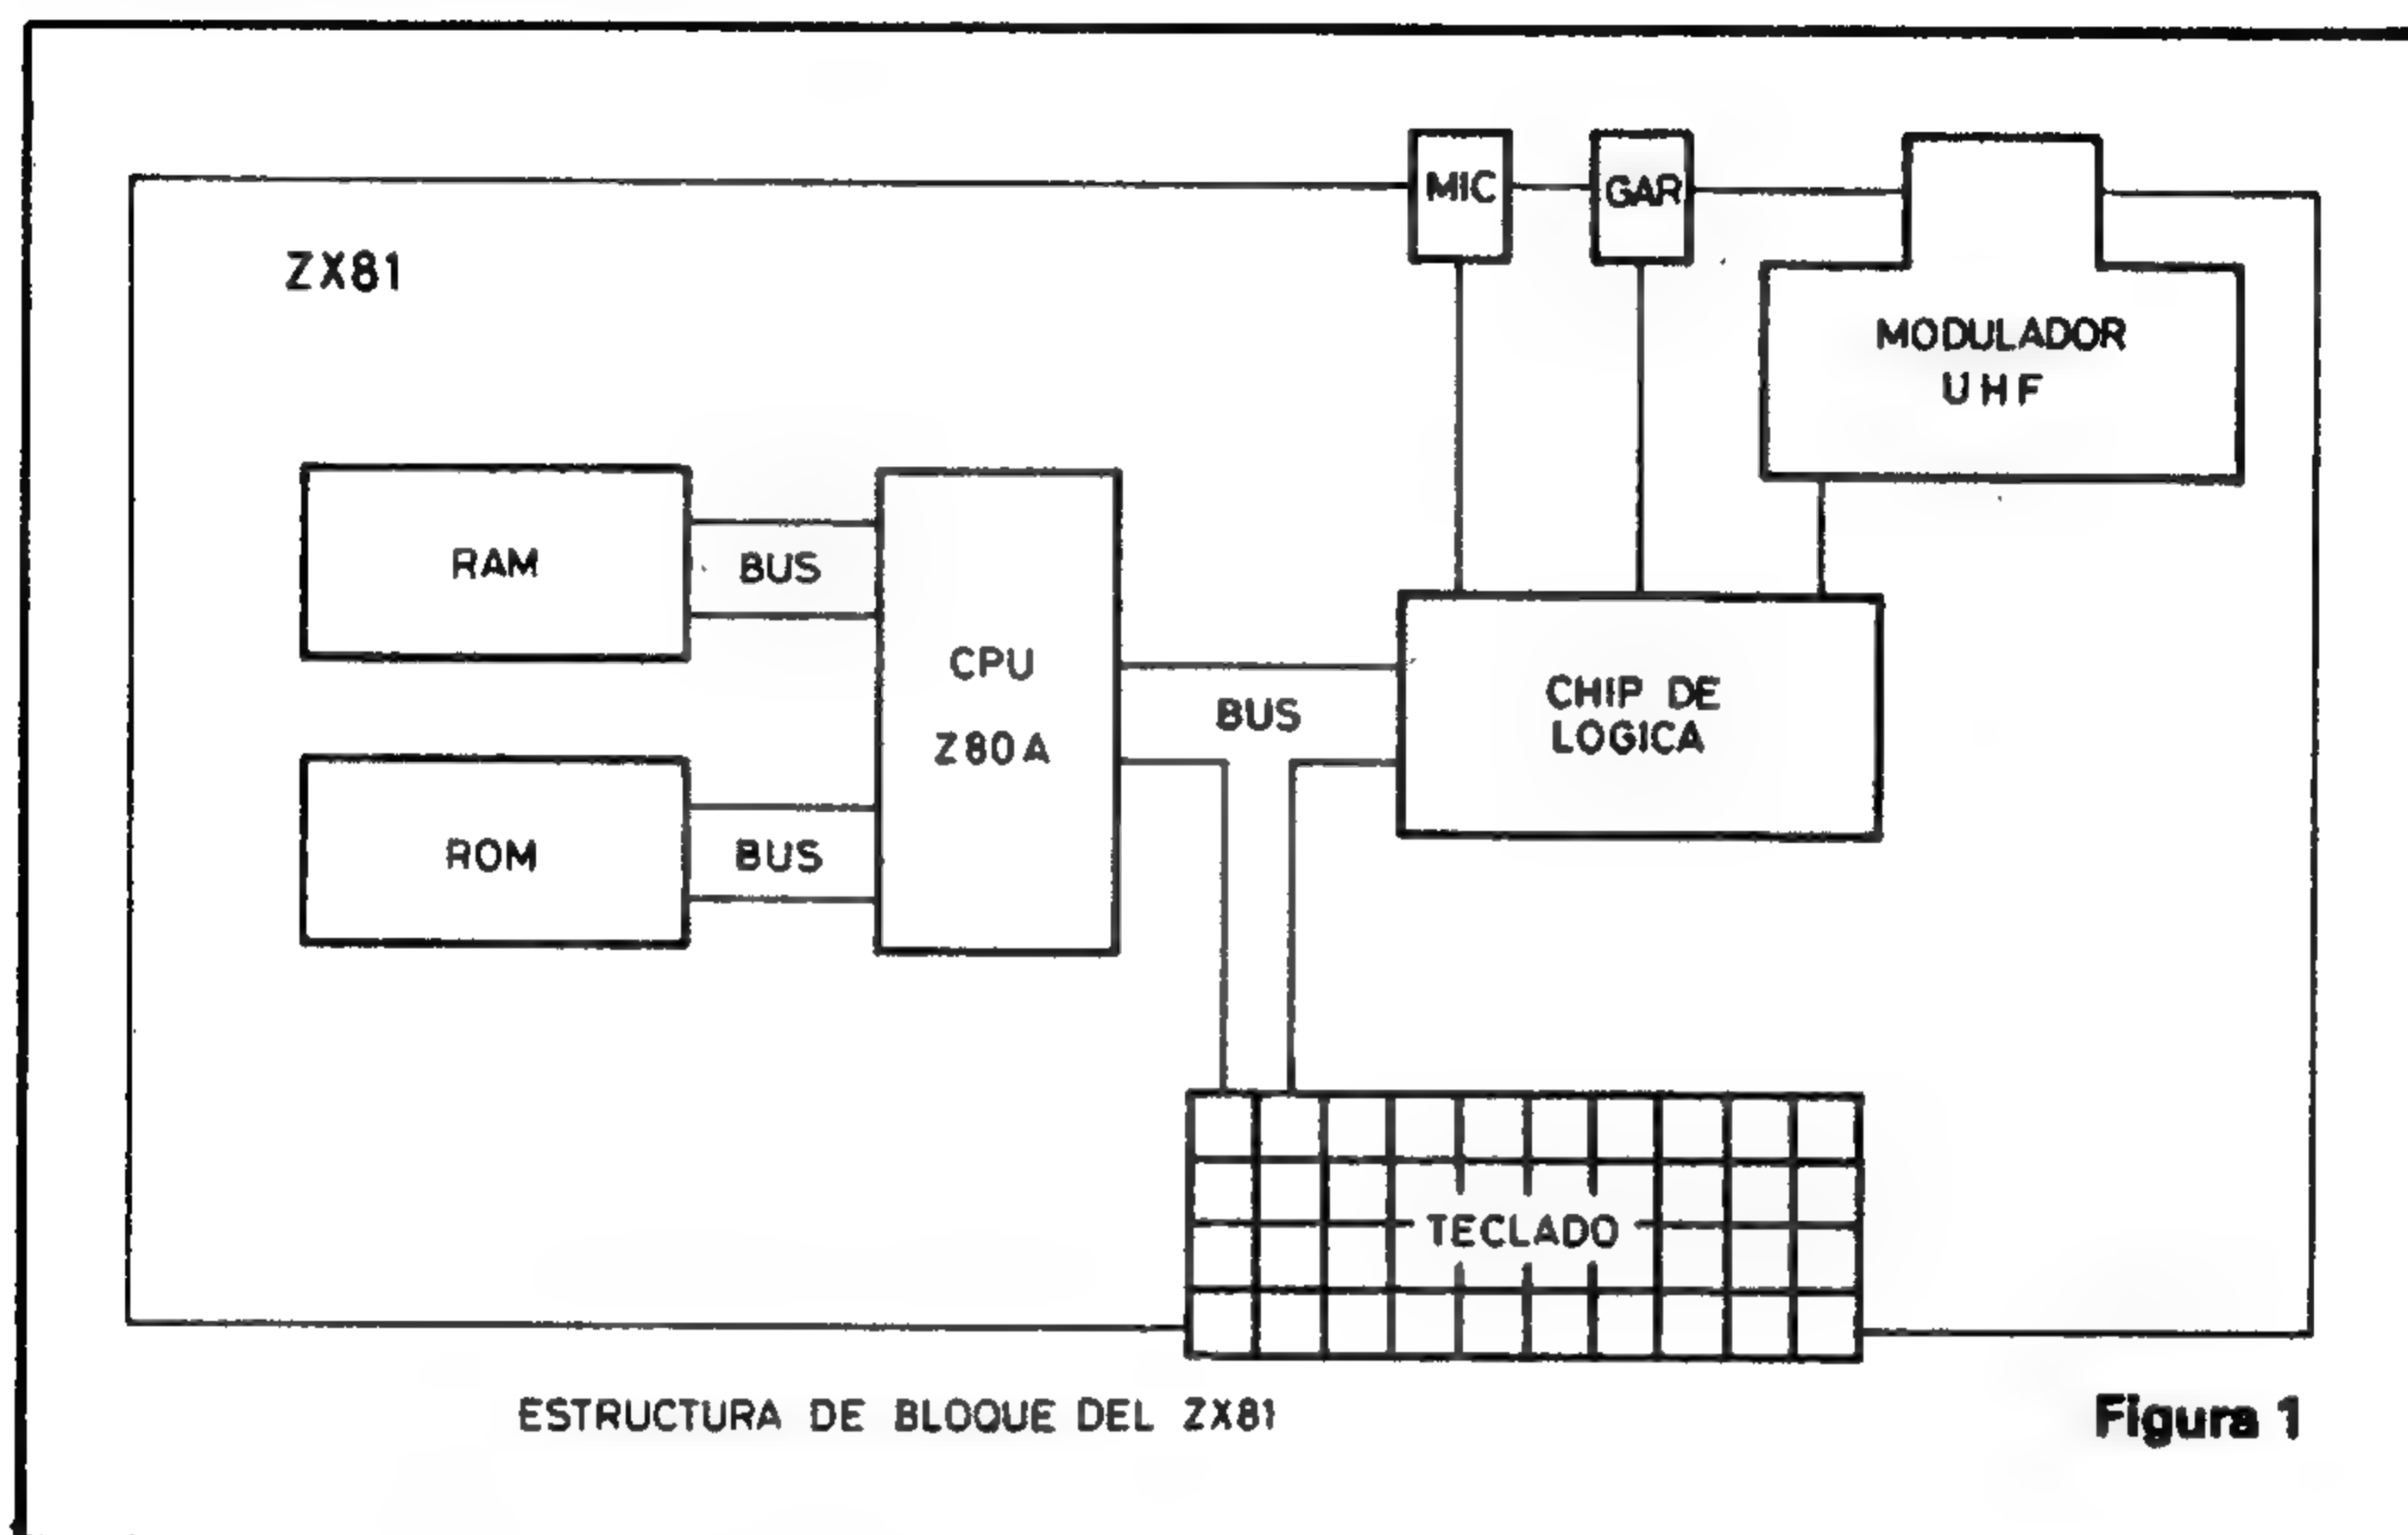 MIC
GAR
ZX81
MODULADOR
UHF
RAM
BUS
CPU
Z80A
BUS
CHIP DE
LOGICA
ROM
BUS
TECLADO
ESTRUCTURA DE BLOQUE DEL ZX81
Figura 1